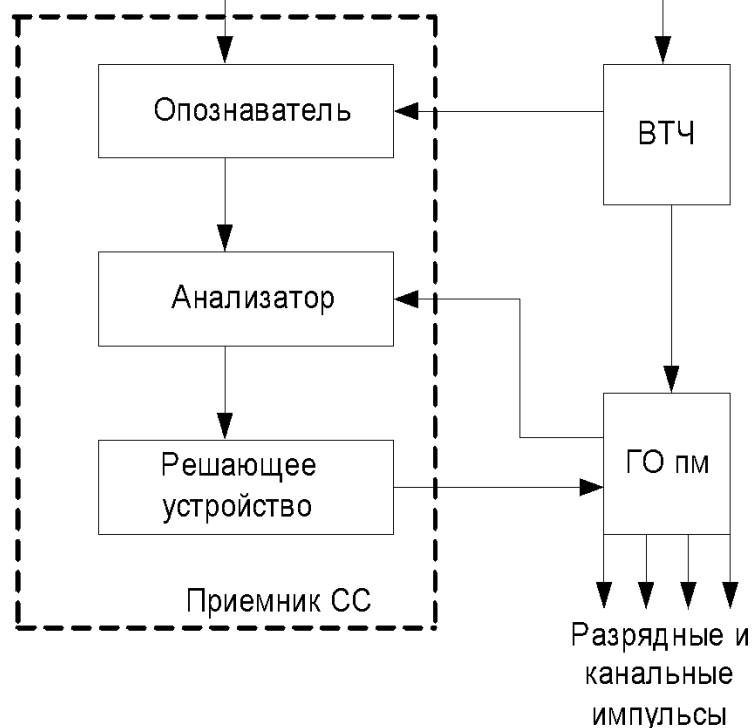 Опознаватель
ВТЧ
Анализатор
Решающее
устройство
ГО пм
Приемник СС
Разрядные и
канальные
импульсы